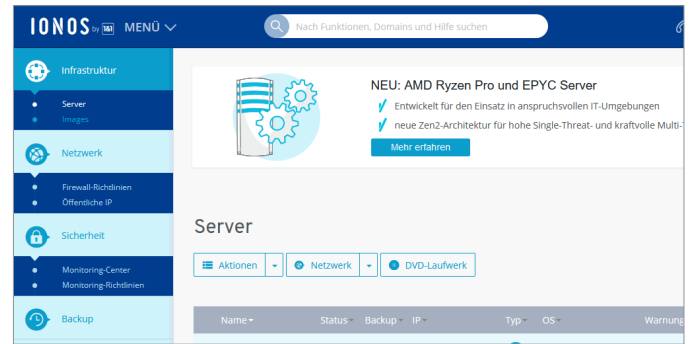 IONOS by 1&1 MENÜ
Nach Funktionen, Domains und Hilfe suchen
Infrastruktur
Server
Images
Netzwerk
Firewall-Richtlinien
Öffentliche IP
Sicherheit
Monitoring-Center
Monitoring-Richtlinien
Backup
NEU: AMD Ryzen Pro und EPYC Server
Entwickelt für den Einsatz in anspruchsvollen IT-Umgebungen
neue Zen2-Architektur für hohe Single-Threat- und kraftvolle Multi-
Mehr erfahren
Server
Aktionen Netzwerk DVD-Laufwerk
Name Status Backup IP Typ OS Warnung